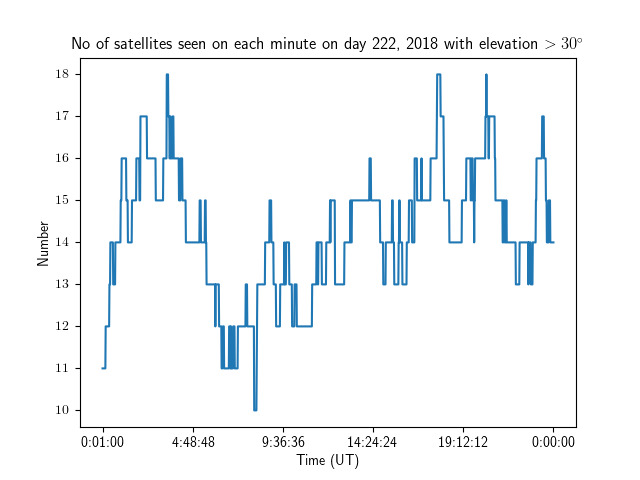 No of satellites seen on each minute on day 222, 2018 with elevation > 30°
18
17
16
15
14
13
12
11
10
Number
0:01:00 4:48:48 9:36:36 14:24:24 19:12:12 0:00:00
Time (UT)